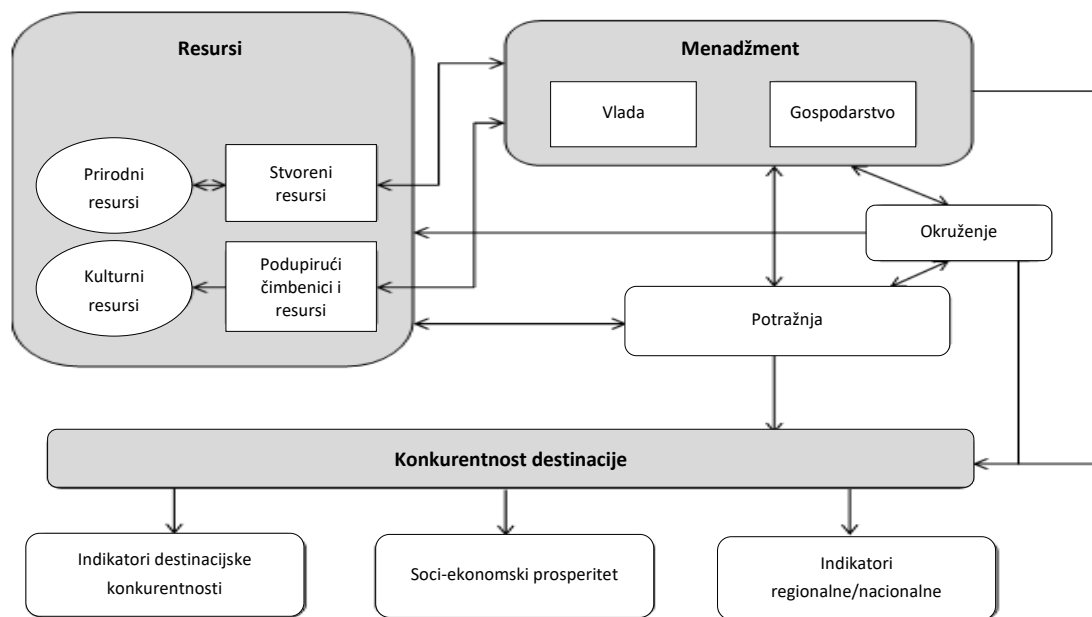 Resursi
Menadžment
Vlada
Gospodarstvo
Prirodni
resursi
Stvoreni
resursi
Okruženje
Kulturni
resursi
Podupirući
čimbenici i
resursi
Potražnja
Konkurentnost destinacije
Indikatori destinacijske
konkurentnosti
Soci-ekonomski prosperitet
Indikatori
regionalne/nacionalne